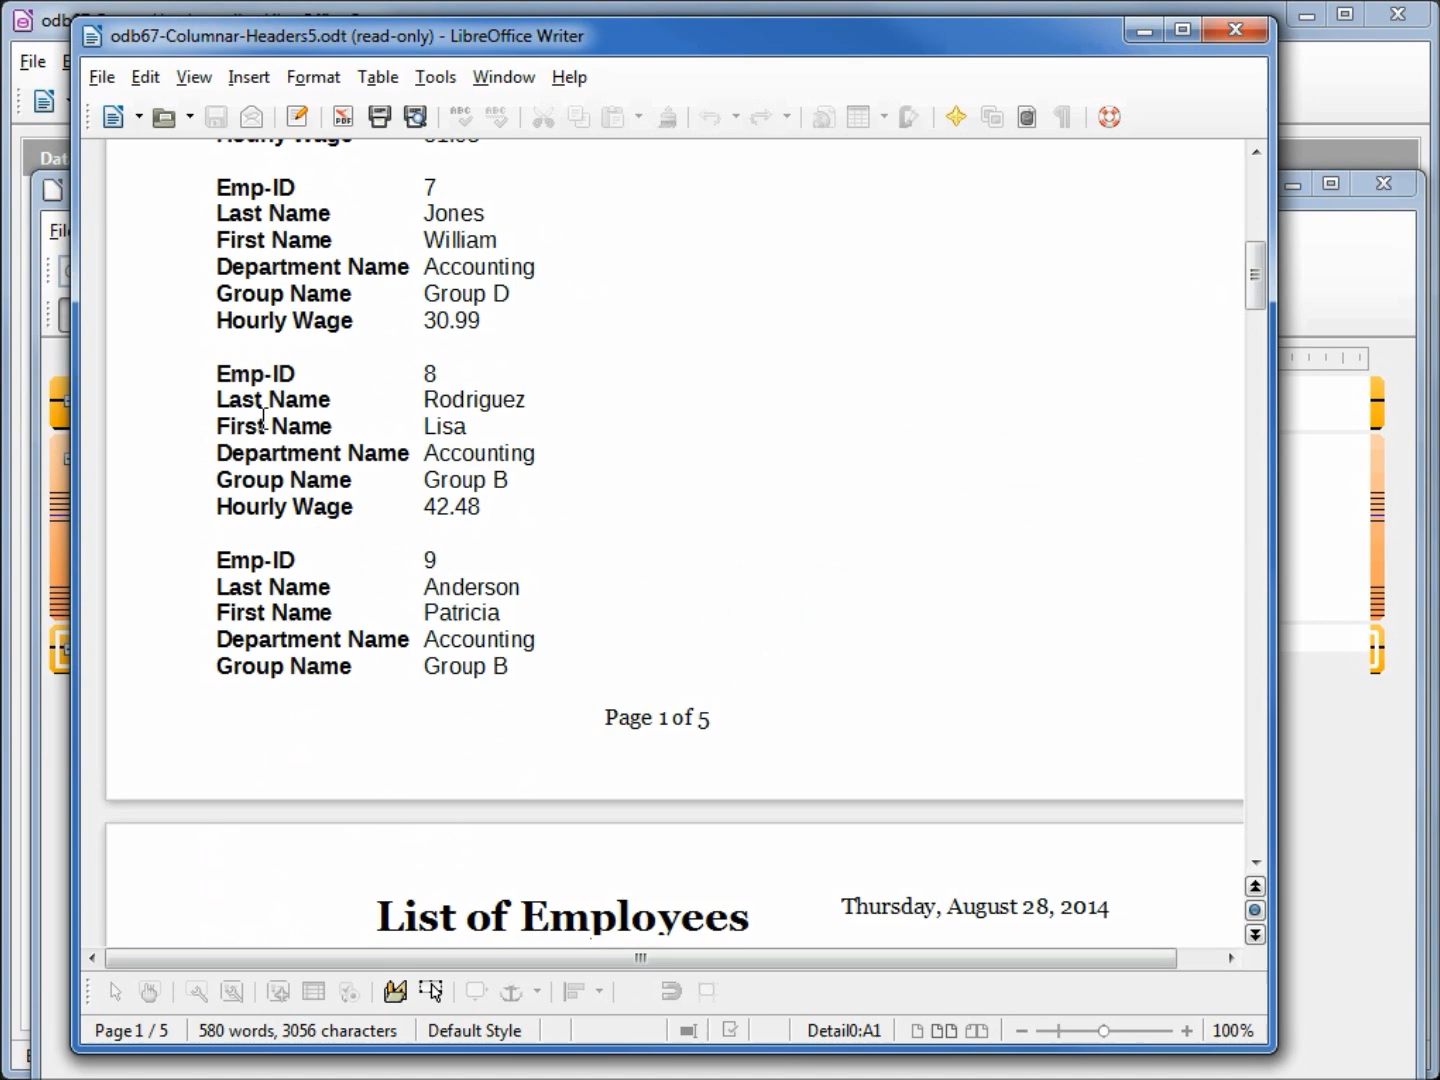 odb67-Columnar-Headers5.odt (read-only) - LibreOffice Writer
File Edit View Insert Format Table Tools Window Help
Emp-ID 7
Last Name Jones
First Name William
Department Name Accounting
Group Name Group D
Hourly Wage 30.99
Emp-ID 8
Last Name Rodriguez
First Name Lisa
Department Name Accounting
Group Name Group B
Hourly Wage 42.48
Emp-ID 9
Last Name Anderson
First Name Patricia
Department Name Accounting
Group Name Group B
Page 1 of 5
List of Employees Thursday, August 28, 2014
Page 1 / 5 580 words, 3056 characters Default Style Detail0:A1 100%
File